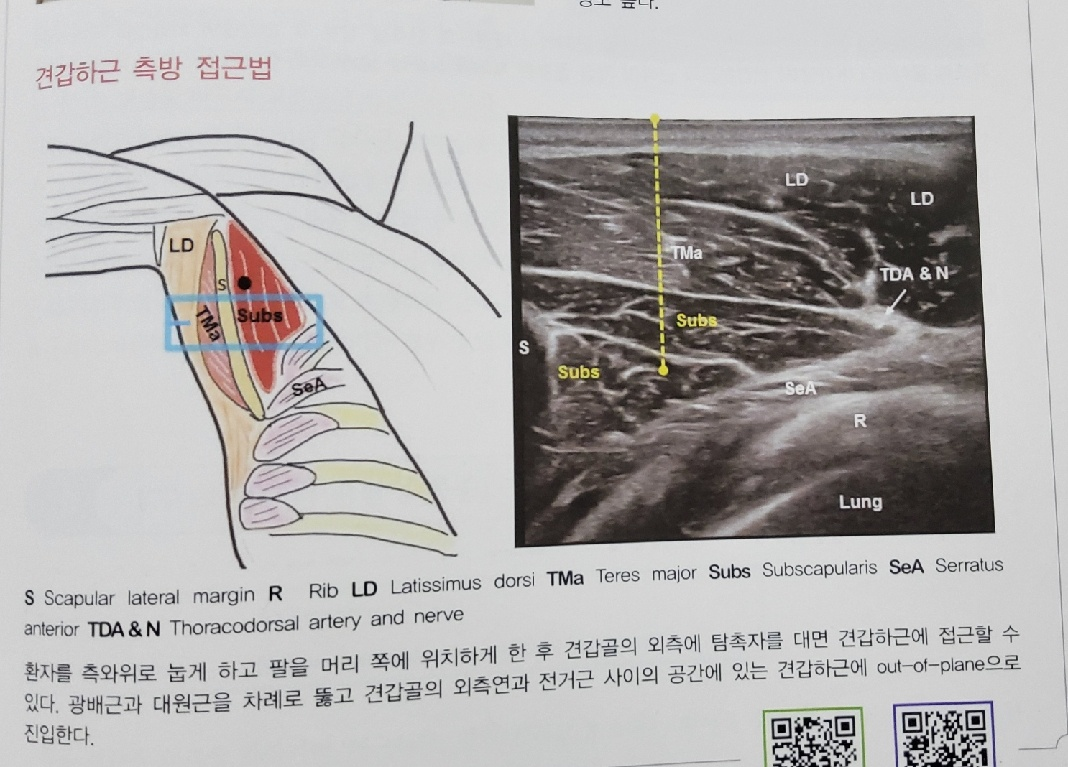 견갑하근 측방 접근법
LD
S
TMa
Subs
SeA
LD
LD
TMa
TDA & N
Subs
S
Subs
SeA
R
Lung
S Scapular lateral margin R Rib LD Latissimus dorsi TMa Teres major Subs Subscapularis SeA Serratus
anterior TDA & N Thoracodorsal artery and nerve
환자를 측와위로 눕게 하고 팔을 머리 쪽에 위치하게 한 후 견갑골의 외측에 탐촉자를 대면 견갑하근에 접근할 수
있다. 광배근과 대원근을 차례로 뚫고 견갑골의 외측연과 전거근 사이의 공간에 있는 견갑하근에 out-of-plane으로
진입한다.